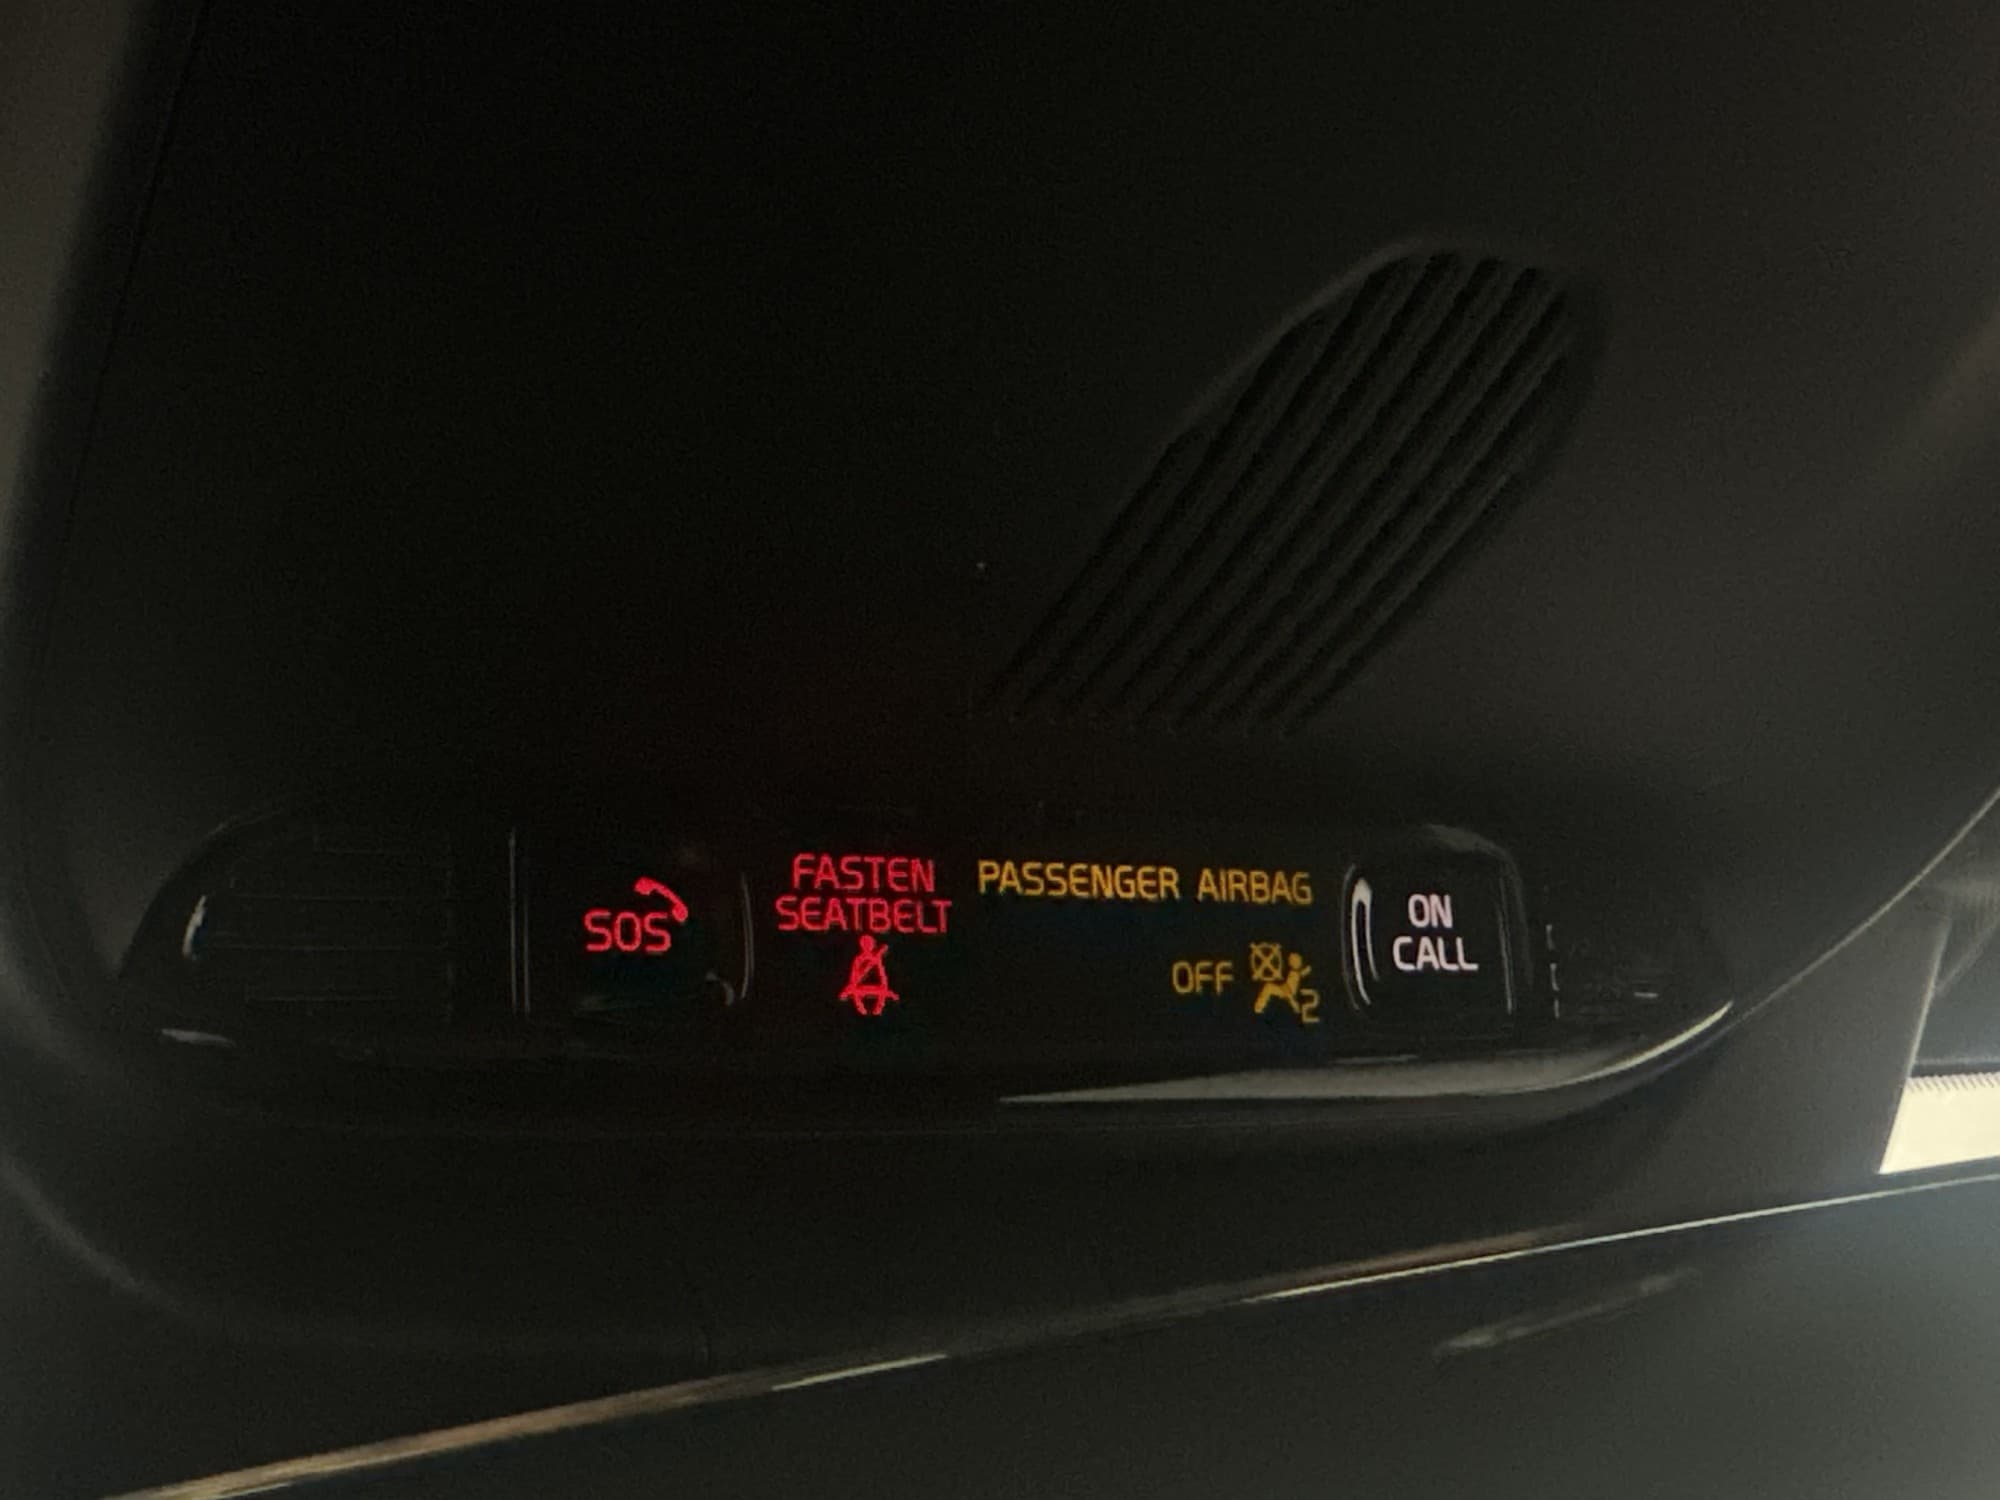 SOS
FASTEN
SEATBELT
PASSENGER AIRBAG
OFF
2
ON
CALL